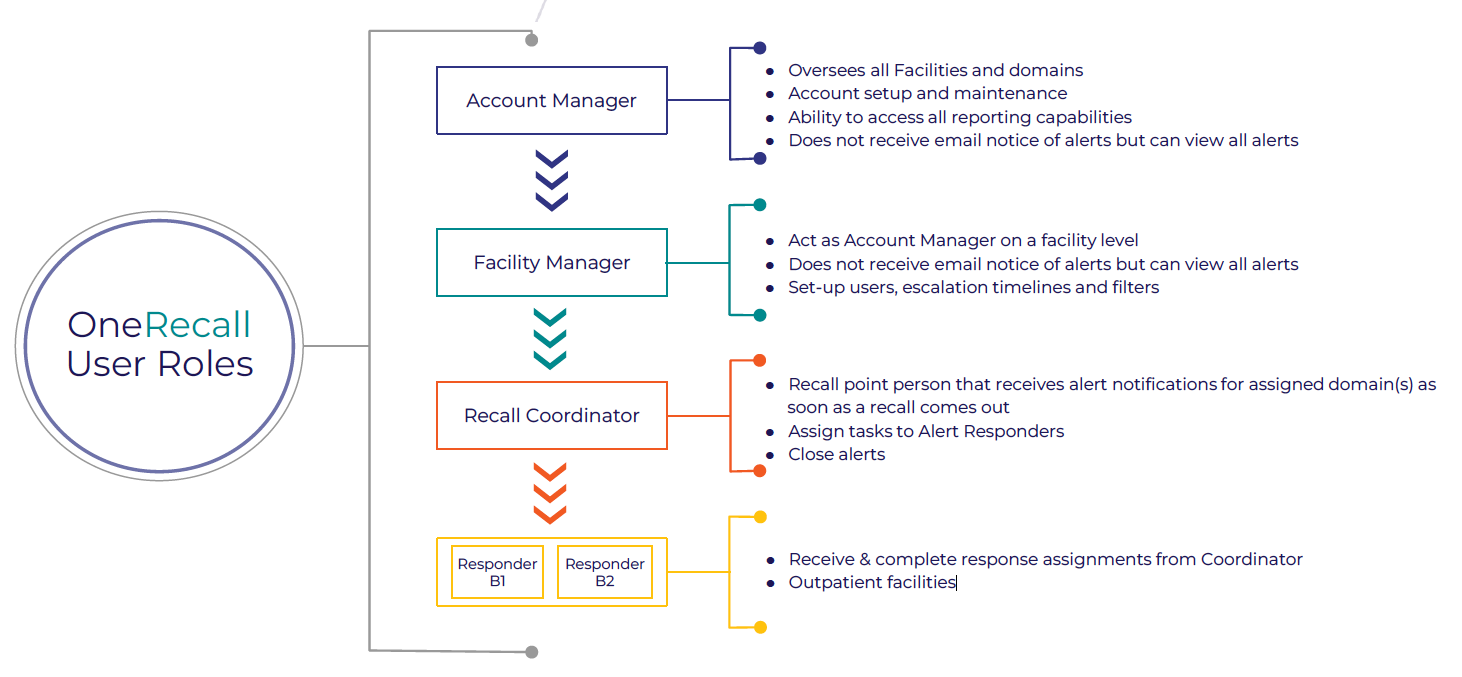 OneRecall
User Roles
Account Manager
● Oversees all Facilities and domains
● Account setup and maintenance
● Ability to access all reporting capabilities
● Does not receive email notice of alerts but can view all alerts
Facility Manager
● Act as Account Manager on a facility level
● Does not receive email notice of alerts but can view all alerts
● Set-up users, escalation timelines and filters
Recall Coordinator
● Recall point person that receives alert notifications for assigned domain(s) as
soon as a recall comes out
● Assign tasks to Alert Responders
● Close alerts
Responder
B1
Responder
B2
● Receive & complete response assignments from Coordinator
● Outpatient facilities